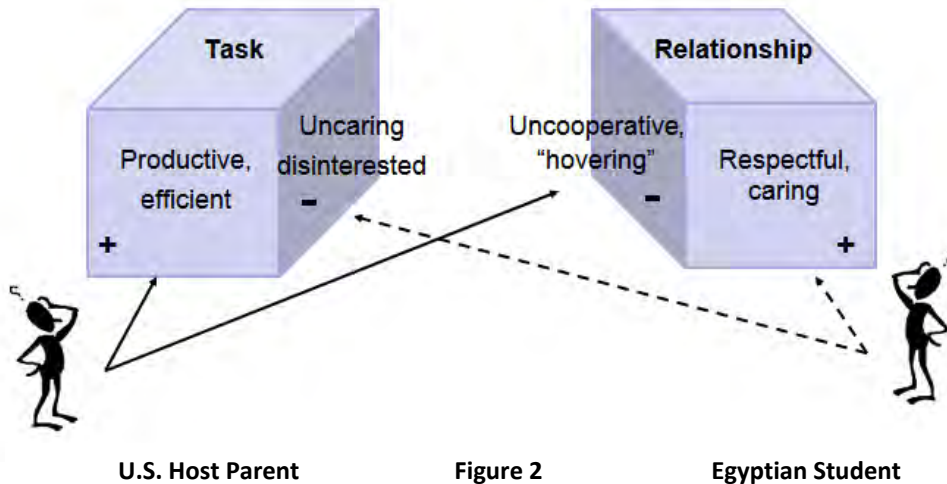 Task
Relationship
Productive,
efficient
+
Uncaring
disinterested
-
Uncooperative,
“hovering”
-
Respectful,
caring
+
U.S. Host Parent
Figure 2
Egyptian Student